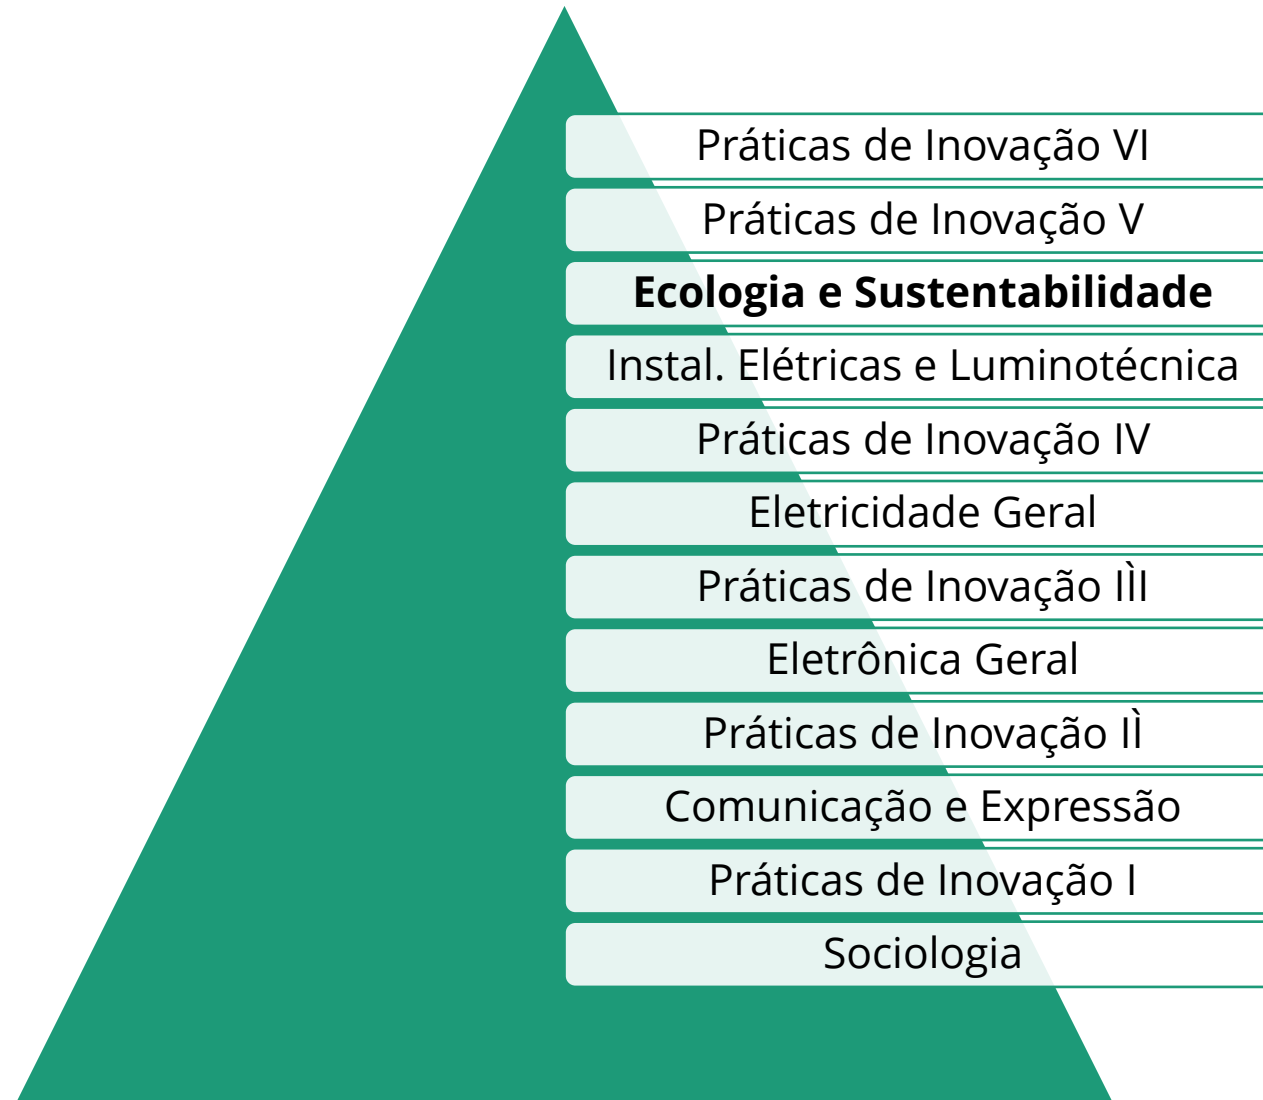 Práticas de Inovação VI
Práticas de Inovação V
Ecologia e Sustentabilidade
Instal. Elétricas e Luminotécnica
Práticas de Inovação IV
Eletricidade Geral
Práticas de Inovação IÌI
Eletrônica Geral
Práticas de Inovação IÌ
Comunicação e Expressão
Práticas de Inovação I
Sociologia